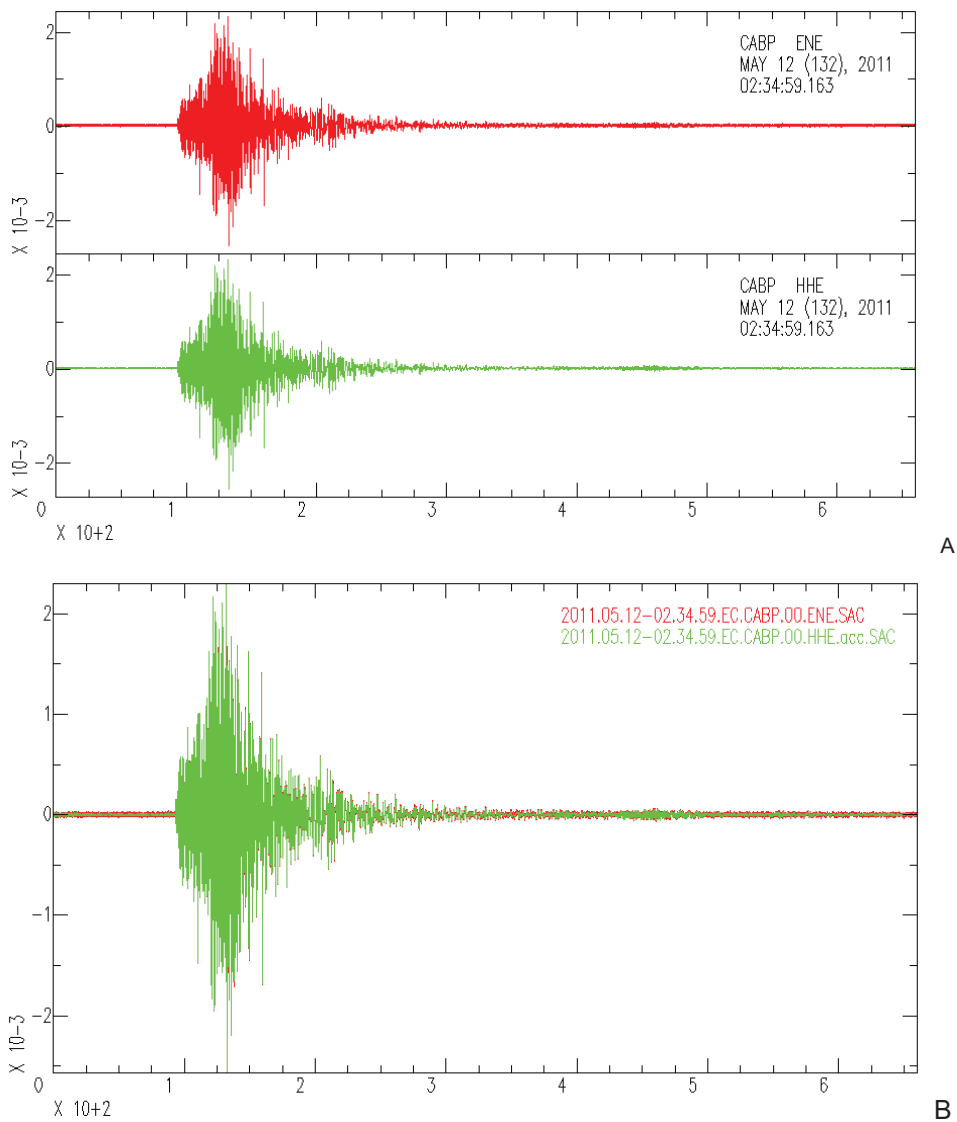 2
0
-2
X 10-3
CABP ENE
MAY 12 (132), 2011
02:34:59.163
2
0
-2
X 10-3
CABP HHE
MAY 12 (132), 2011
02:34:59.163
0 1 2 3 4 5 6
X 10+2
A
2
1
0
-1
-2
X 10-3
2011.05.12-02.34.59.EC.CABP.00.ENE.SAC
2011.05.12-02.34.59.EC.CABP.00.HHE.acc.SAC
0 1 2 3 4 5 6
X 10+2
B